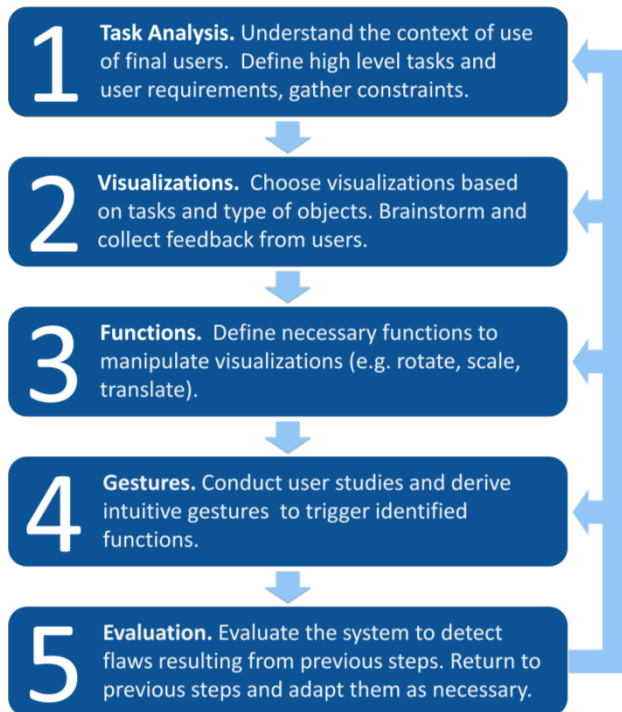 1
Task Analysis. Understand the context of use
of final users. Define high level tasks and
user requirements, gather constraints.
2
Visualizations. Choose visualizations based
on tasks and type of objects. Brainstorm and
collect feedback from users.
3
Functions. Define necessary functions to
manipulate visualizations (e.g. rotate, scale,
translate).
4
Gestures. Conduct user studies and derive
intuitive gestures to trigger identified
functions.
5
Evaluation. Evaluate the system to detect
flaws resulting from previous steps. Return to
previous steps and adapt them as necessary.